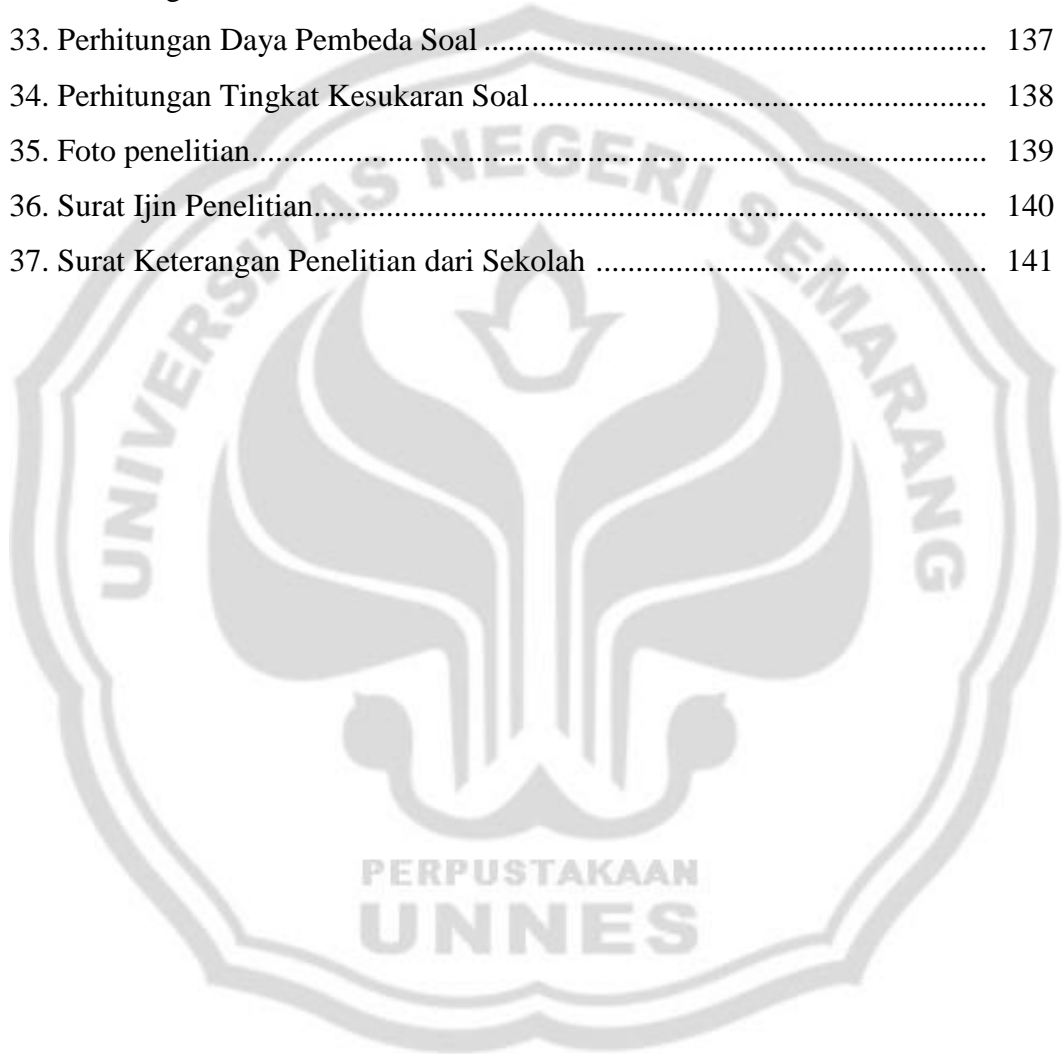 33. Perhitungan Daya Pembeda Soal ............................................................... 137
34. Perhitungan Tingkat Kesukaran Soal......................................................... 138
35. Foto penelitian............................................................................................ 139
36. Surat Ijin Penelitian.................................................................................... 140
37. Surat Keterangan Penelitian dari Sekolah ................................................. 141
UNIVERSITAS NEGERI SEMARANG
PERPUSTAKAAN
UNNES